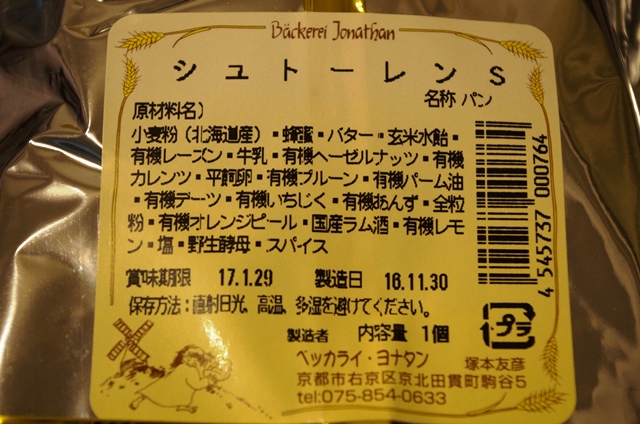 Bäckerei Jonathan
シュトーレンS
名称 パン
原材料名)
小麦粉(北海道産)・蜂蜜・バター・玄米水飴・
有機レーズン・牛乳・有機ヘーゼルナッツ・有機
カレンツ・平飼卵・有機プルーン・有機パーム油
・有機デーツ・有機いちじく・有機あんず・全粒
粉・有機オレンジピール・国産ラム酒・有機レモ
ン・塩・野生酵母・スパイス
賞味期限 17.1.29 製造日 16.11.30
保存方法:直射日光、高温、多湿を避けてください。
製造者 内容量 1個
ベッカライ・ヨナタン 塚本友彦
京都市右京区京北田貫町駒谷5
tel:075-854-0633
4 545737 000764
プラ